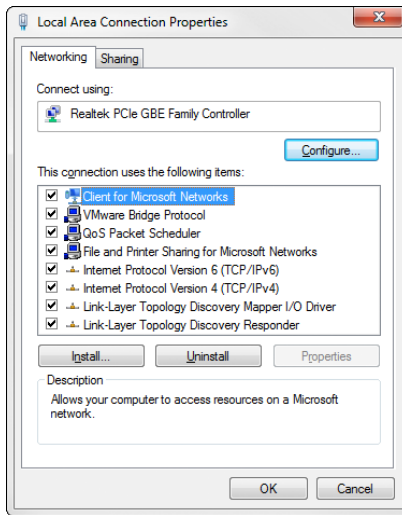 Local Area Connection Properties
Networking Sharing
Connect using:
Realtek PCIe GBE Family Controller
Configure...
This connection uses the following items:
Client for Microsoft Networks
VMware Bridge Protocol
QoS Packet Scheduler
File and Printer Sharing for Microsoft Networks
Internet Protocol Version 6 (TCP/IPv6)
Internet Protocol Version 4 (TCP/IPv4)
Link-Layer Topology Discovery Mapper I/O Driver
Link-Layer Topology Discovery Responder
Install... Uninstall Properties
Description
Allows your computer to access resources on a Microsoft
network.
OK Cancel